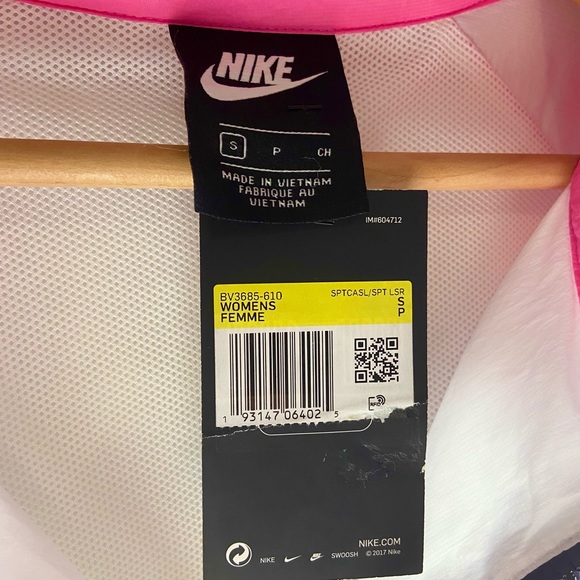 NIKE
S P CH
MADE IN VIETNAM
FABRIQUE AU
VIETNAM
IM#604712
BV3685-610 SPTCASL/SPT LSR
WOMENS S
FEMME P
1 93147 06402 5
RFID
NIKE.COM
NIKE SWOOSH © 2017 Nike